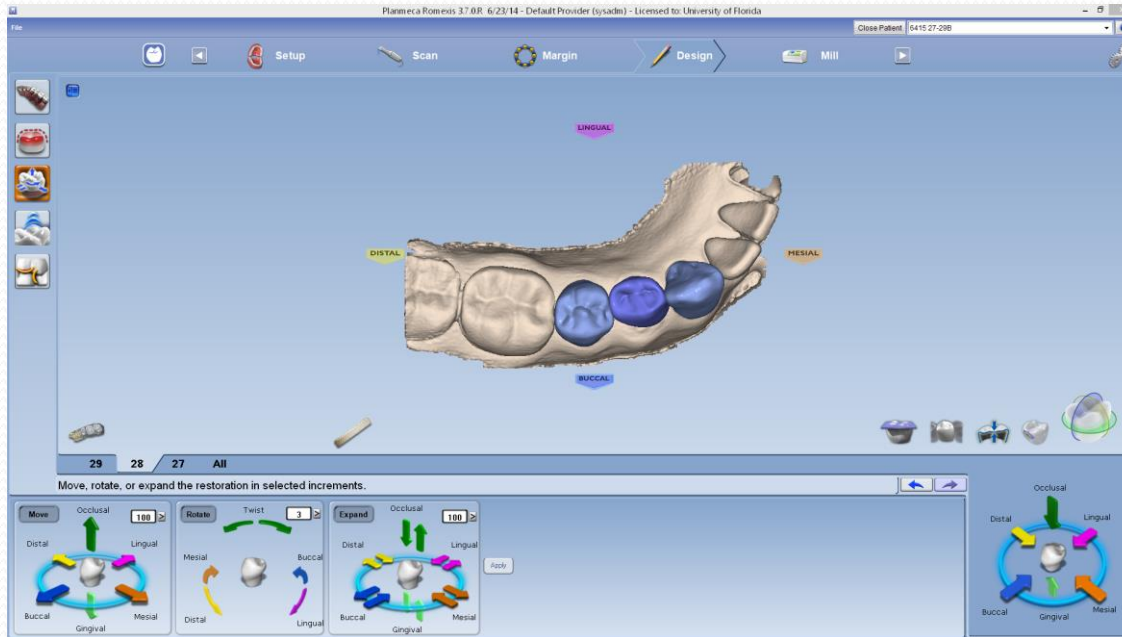 Planmeca Romexis 3.7.0.R 6/23/14 - Default Provider (sysadm) - Licensed to: University of Florida
File
Close Patient 6415 27-29B
Setup Scan Margin Design Mill
LINGUAL
DISTAL
MESIAL
BUCCAL
29 28 27 All
Move, rotate, or expand the restoration in selected increments.
Move
Occlusal
100
Distal
Lingual
Buccal
Mesial
Gingival
Rotate
Twist
3
Mesial
Buccal
Distal
Lingual
Expand
Occlusal
100
Distal
Lingual
Buccal
Mesial
Gingival
Apply
Occlusal
Distal
Lingual
Buccal
Mesial
Gingival